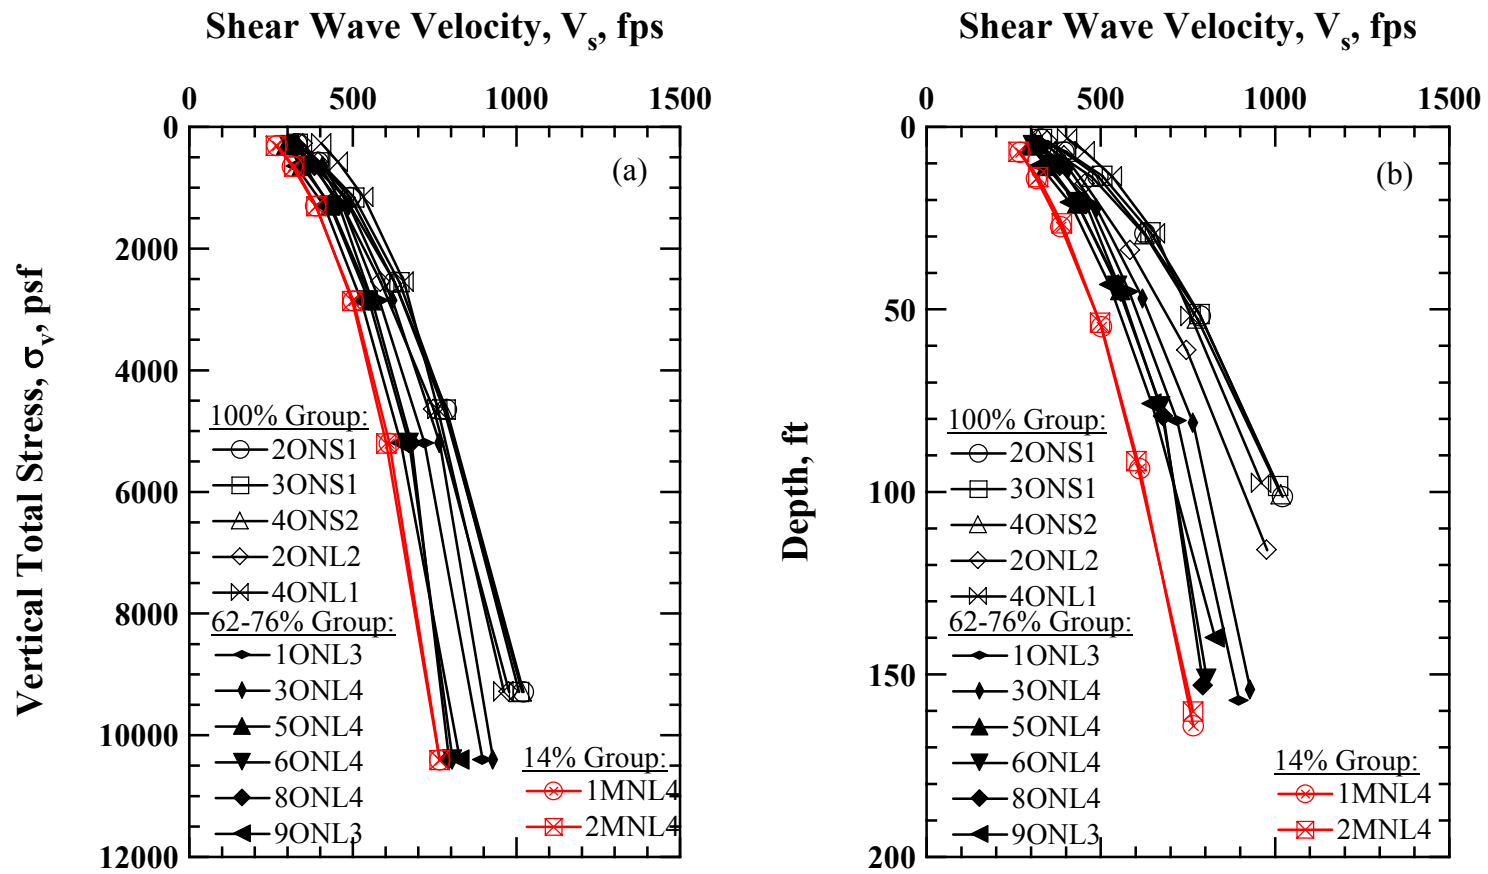 Shear Wave Velocity, Vs, fps
0 500 1000 1500
0
2000
4000
6000
8000
10000
12000
Vertical Total Stress, σv, psf
(a)
100% Group:
2ONS1
3ONS1
4ONS2
2ONL2
4ONL1
62-76% Group:
1ONL3
3ONL4
5ONL4
6ONL4
8ONL4
9ONL3
14% Group:
1MNL4
2MNL4
Shear Wave Velocity, Vs, fps
0 500 1000 1500
0
50
100
150
200
Depth, ft
(b)
100% Group:
2ONS1
3ONS1
4ONS2
2ONL2
4ONL1
62-76% Group:
1ONL3
3ONL4
5ONL4
6ONL4
8ONL4
9ONL3
14% Group:
1MNL4
2MNL4